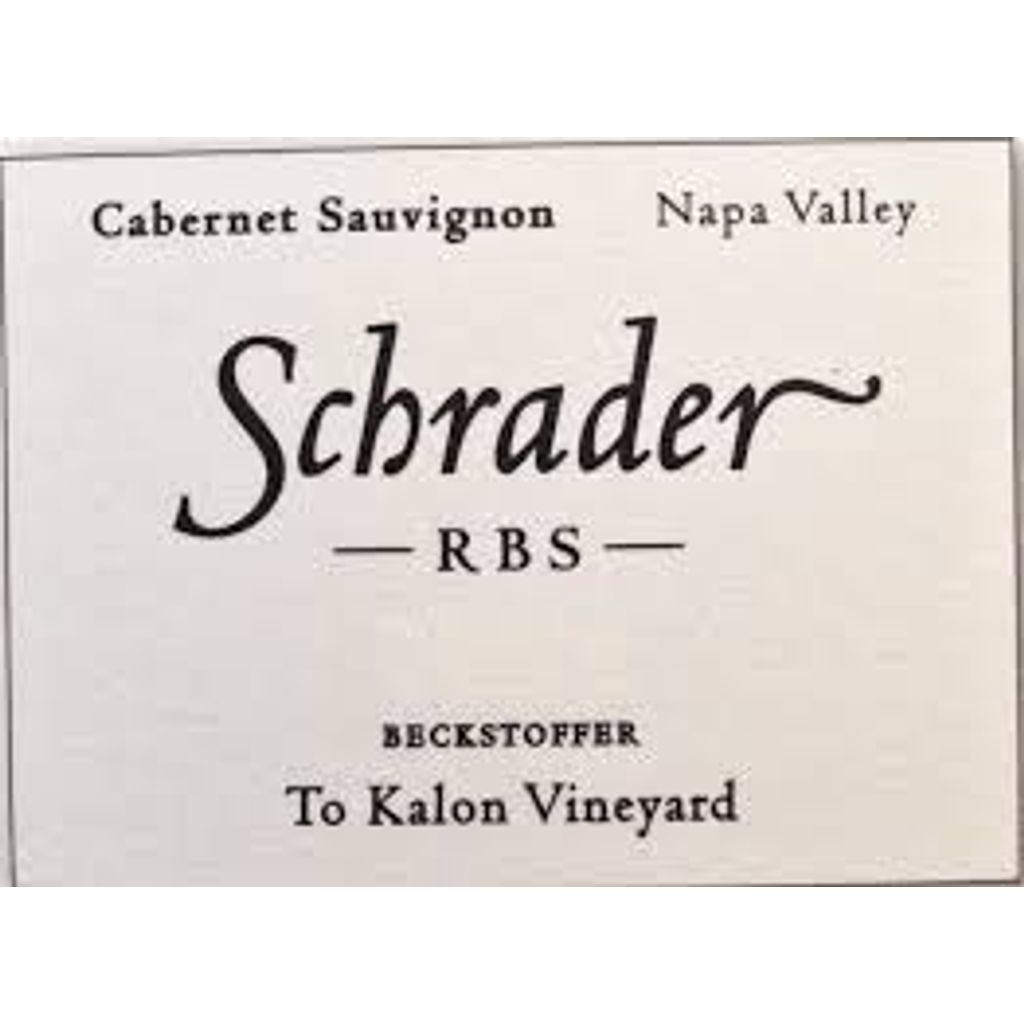 Cabernet Sauvignon Napa Valley
Schrader
— RBS —
BECKSTOFFER
To Kalon Vineyard